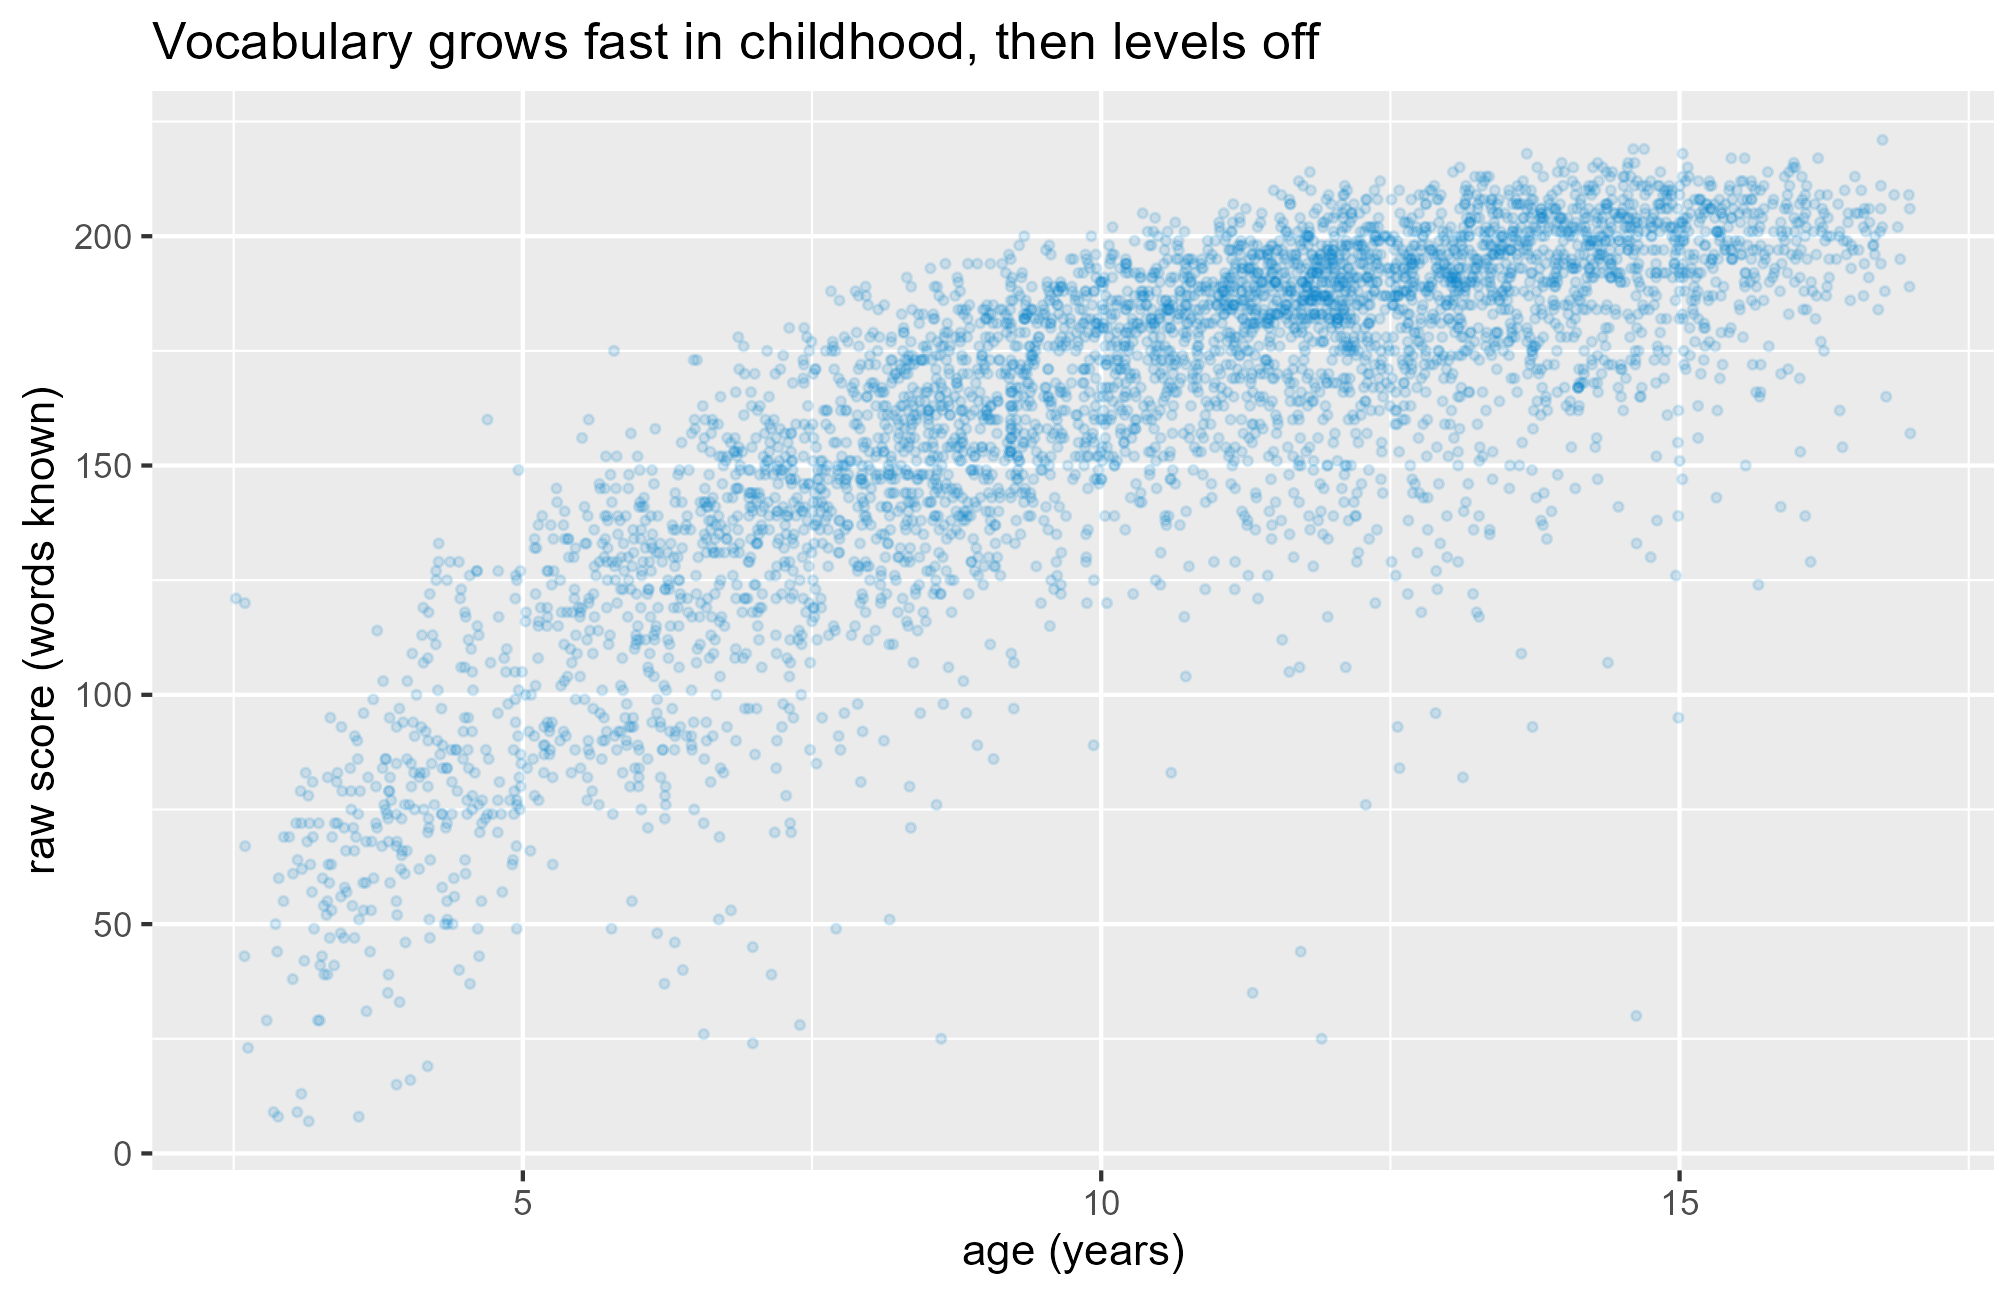 Vocabulary grows fast in childhood, then levels off
raw score (words known)
200
150
100
50
0
5
10
15
age (years)